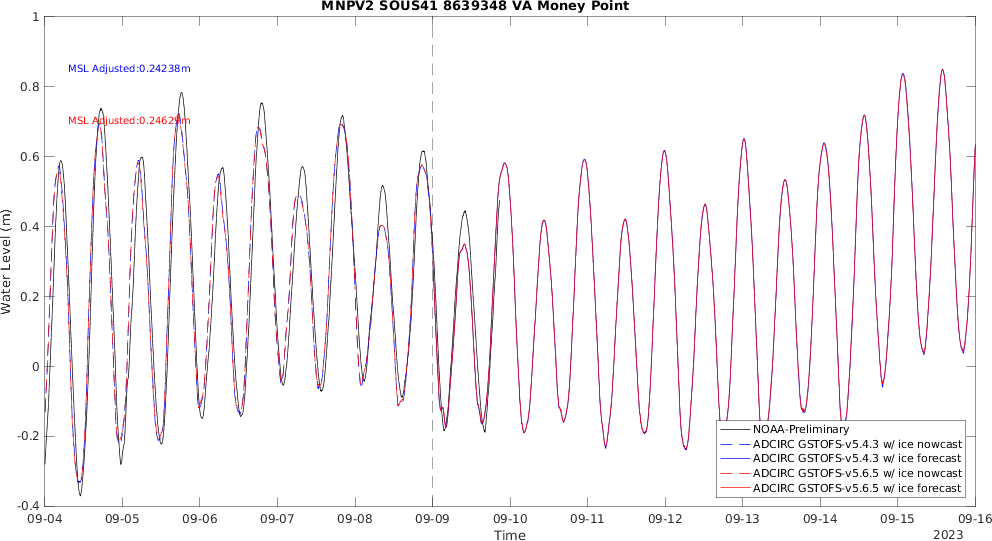 MNPV2 SOUS41 8639348 VA Money Point
1
0.8
0.6
0.4
0.2
0
-0.2
-0.4
Water Level (m)
MSL Adjusted:0.24238m
MSL Adjusted:0.24629m
NOAA-Preliminary
ADCIRC GSTOFS-v5.4.3 w/ ice nowcast
ADCIRC GSTOFS-v5.4.3 w/ ice forecast
ADCIRC GSTOFS-v5.6.5 w/ ice nowcast
ADCIRC GSTOFS-v5.6.5 w/ ice forecast
09-04 09-05 09-06 09-07 09-08 09-09 09-10 09-11 09-12 09-13 09-14 09-15 09-16
Time
2023